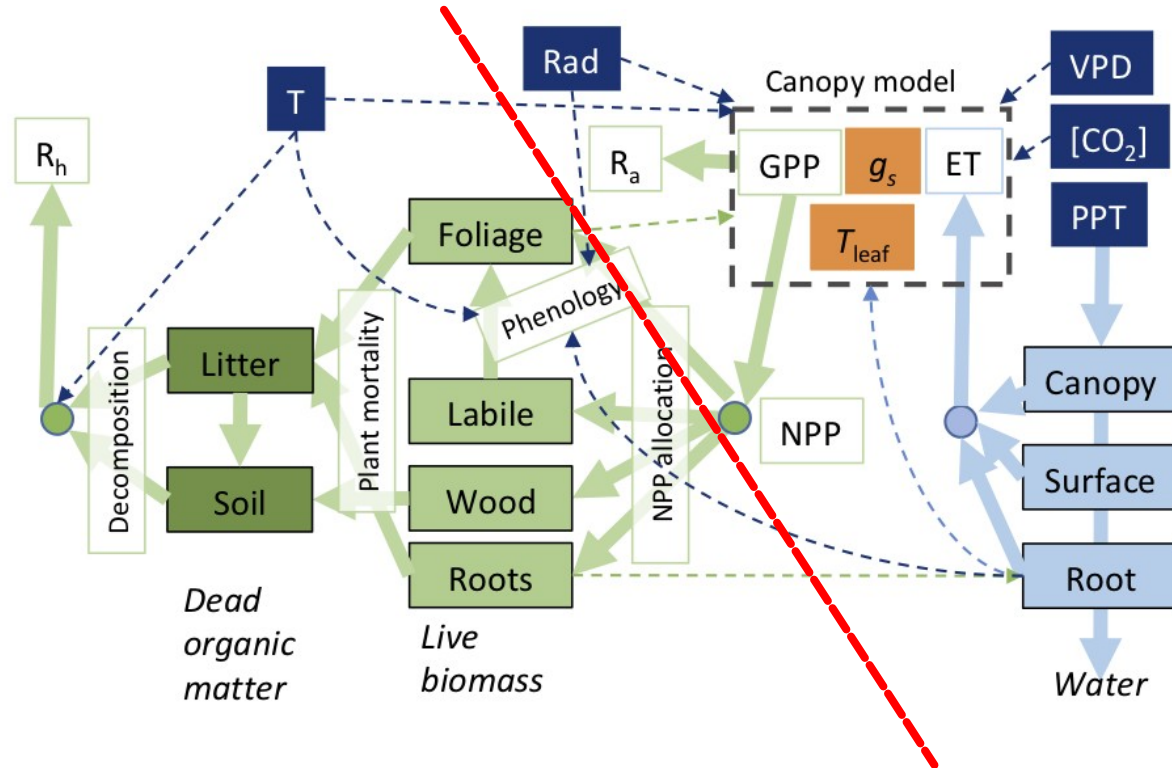 Rad
VPD
T
Canopy model
[CO₂]
Rₕ
Rₐ
GPP
gₛ
ET
PPT
Foliage
T_leaf
Phenology
Litter
Decomposition
Plant mortality
Labile
NPP allocation
NPP
Canopy
Soil
Wood
Surface
Roots
Root
Dead
organic
matter
Live
biomass
Water